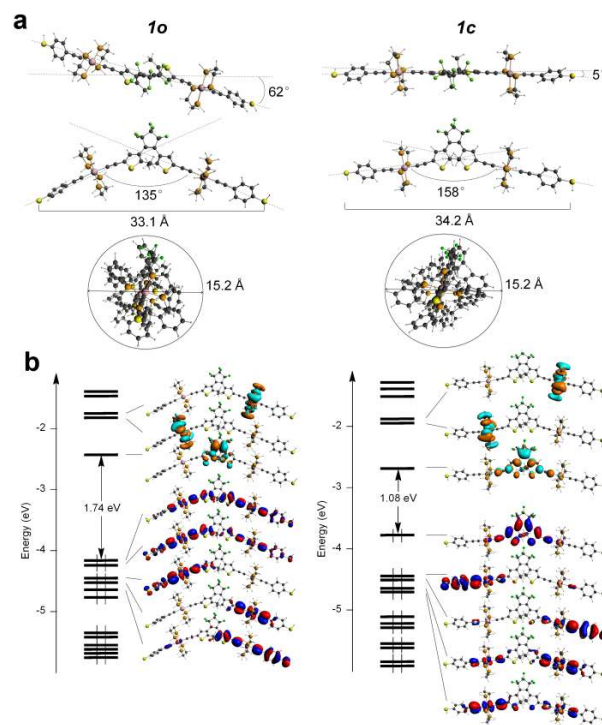 a
1o
1c
62°
5°
135°
158°
33.1 Å
34.2 Å
15.2 Å
15.2 Å
b
-2
-3
-4
-5
Energy (eV)
1.74 eV
-2
-3
-4
-5
Energy (eV)
1.08 eV